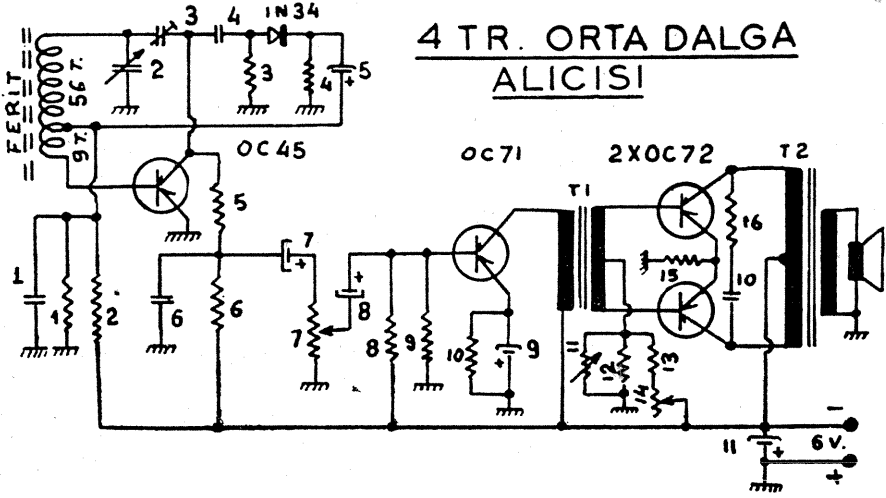 4 TR. ORTA DALGA
ALICISI
3
4
1N34
2
3
4
5
+
FERIT
56 T.
9 T.
OC45
OC71
2XOC72
T1
T2
5
16
15
10
1
1
2
6
6
7
+
7
+
8
8
9
10
+
9
=
12
13
14
11
+
6 V.
−
+